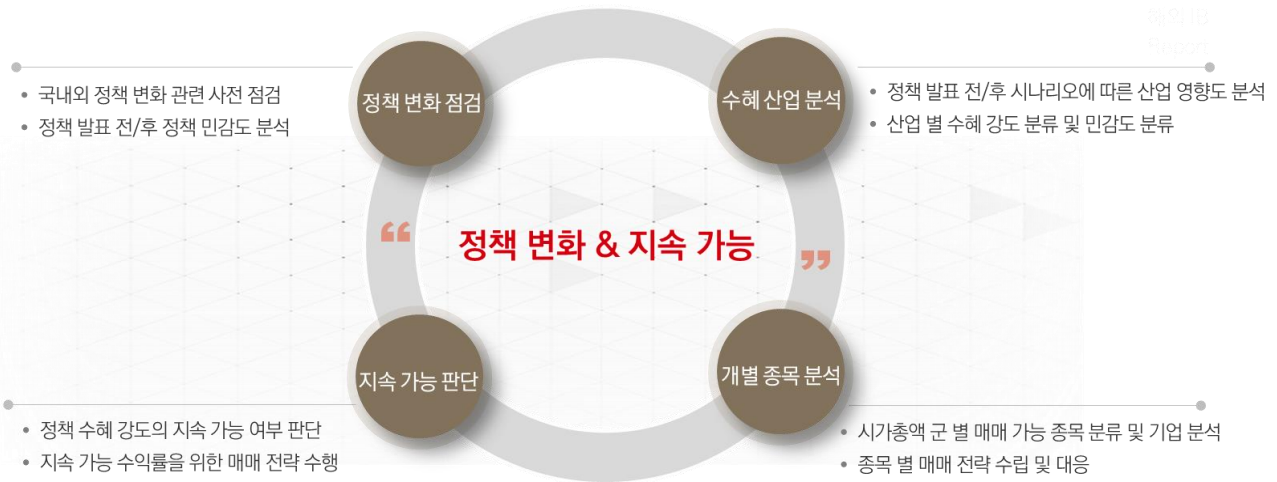 정책 변화 점검
• 국내외 정책 변화 관련 사전 점검
• 정책 발표 전/후 정책 민감도 분석
수혜 산업 분석
• 정책 발표 전/후 시나리오에 따른 산업 영향도 분석
• 산업 별 수혜 강도 분류 및 민감도 분류
“ 정책 변화 & 지속 가능 ”
지속 가능 판단
• 정책 수혜 강도의 지속 가능 여부 판단
• 지속 가능 수익률을 위한 매매 전략 수행
개별 종목 분석
• 시가총액 군 별 매매 가능 종목 분류 및 기업 분석
• 종목 별 매매 전략 수립 및 대응